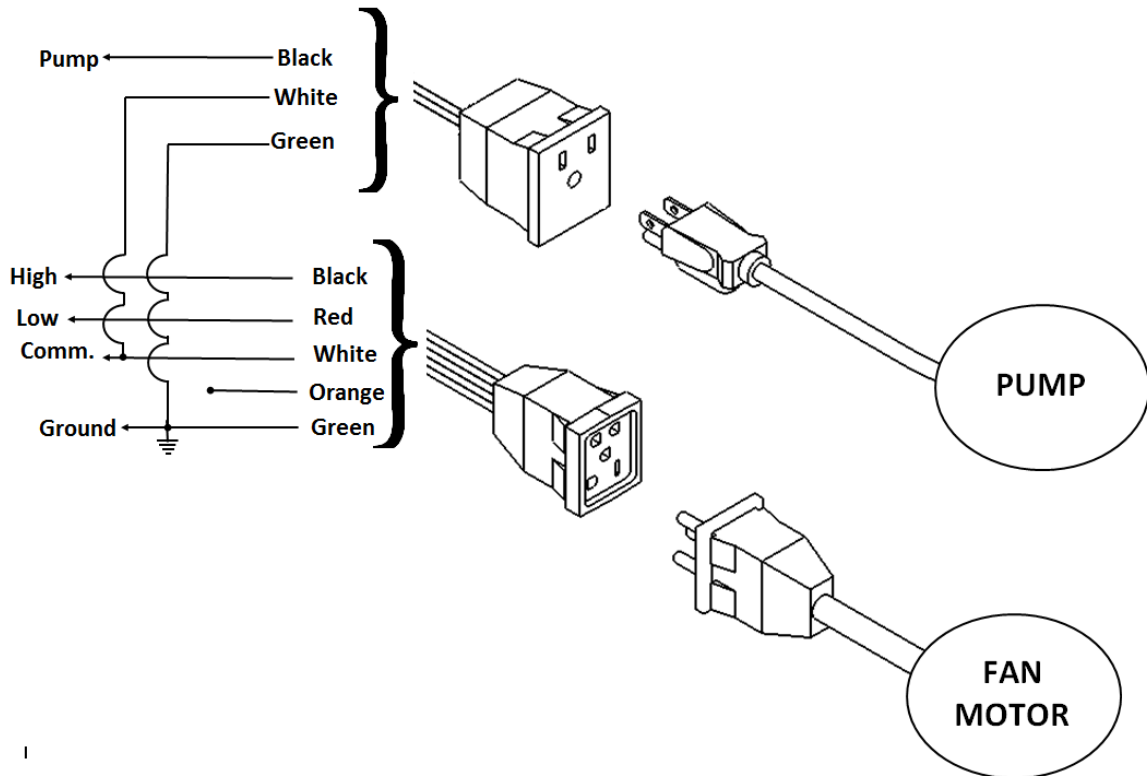 Pump Black
White
Green
High Black
Low Red
Comm. White
Orange
Ground Green
PUMP
FAN
MOTOR